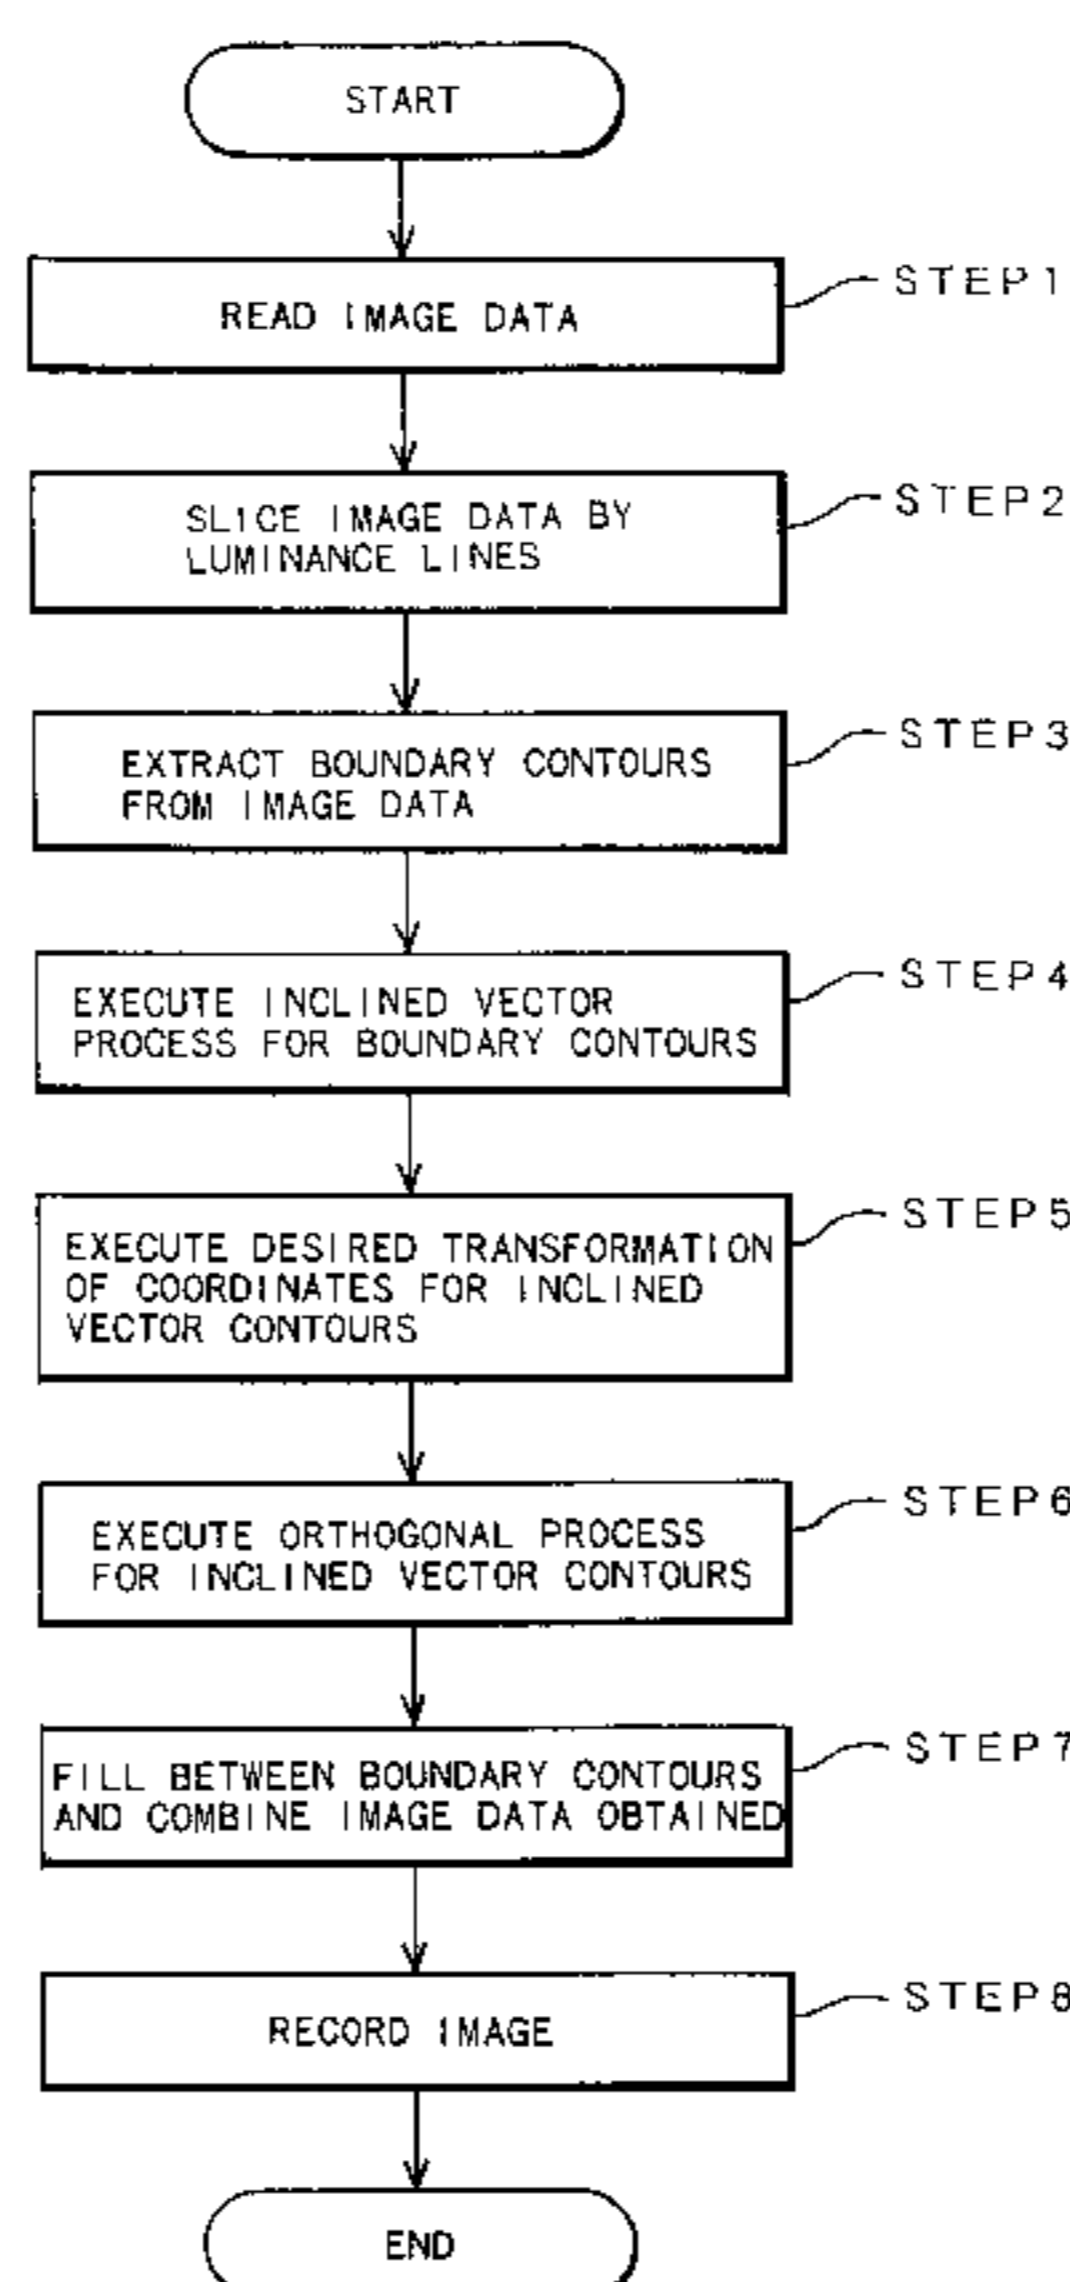 START
READ IMAGE DATA
STEP1
SLICE IMAGE DATA BY
LUMINANCE LINES
STEP2
EXTRACT BOUNDARY CONTOURS
FROM IMAGE DATA
STEP3
EXECUTE INCLINED VECTOR
PROCESS FOR BOUNDARY CONTOURS
STEP4
EXECUTE DESIRED TRANSFORMATION
OF COORDINATES FOR INCLINED
VECTOR CONTOURS
STEP5
EXECUTE ORTHOGONAL PROCESS
FOR INCLINED VECTOR CONTOURS
STEP6
FILL BETWEEN BOUNDARY CONTOURS
AND COMBINE IMAGE DATA OBTAINED
STEP7
RECORD IMAGE
STEP8
END